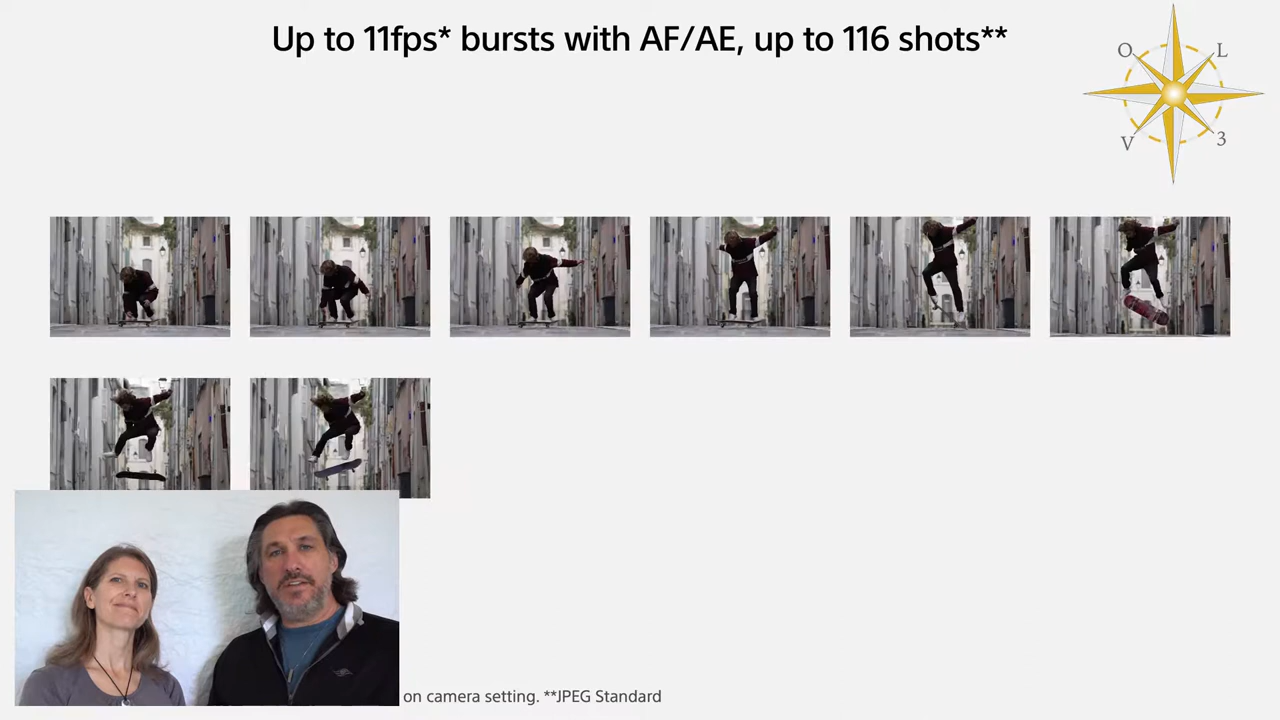 Up to 11fps* bursts with AF/AE, up to 116 shots**
O L
V 3
on camera setting. **JPEG Standard